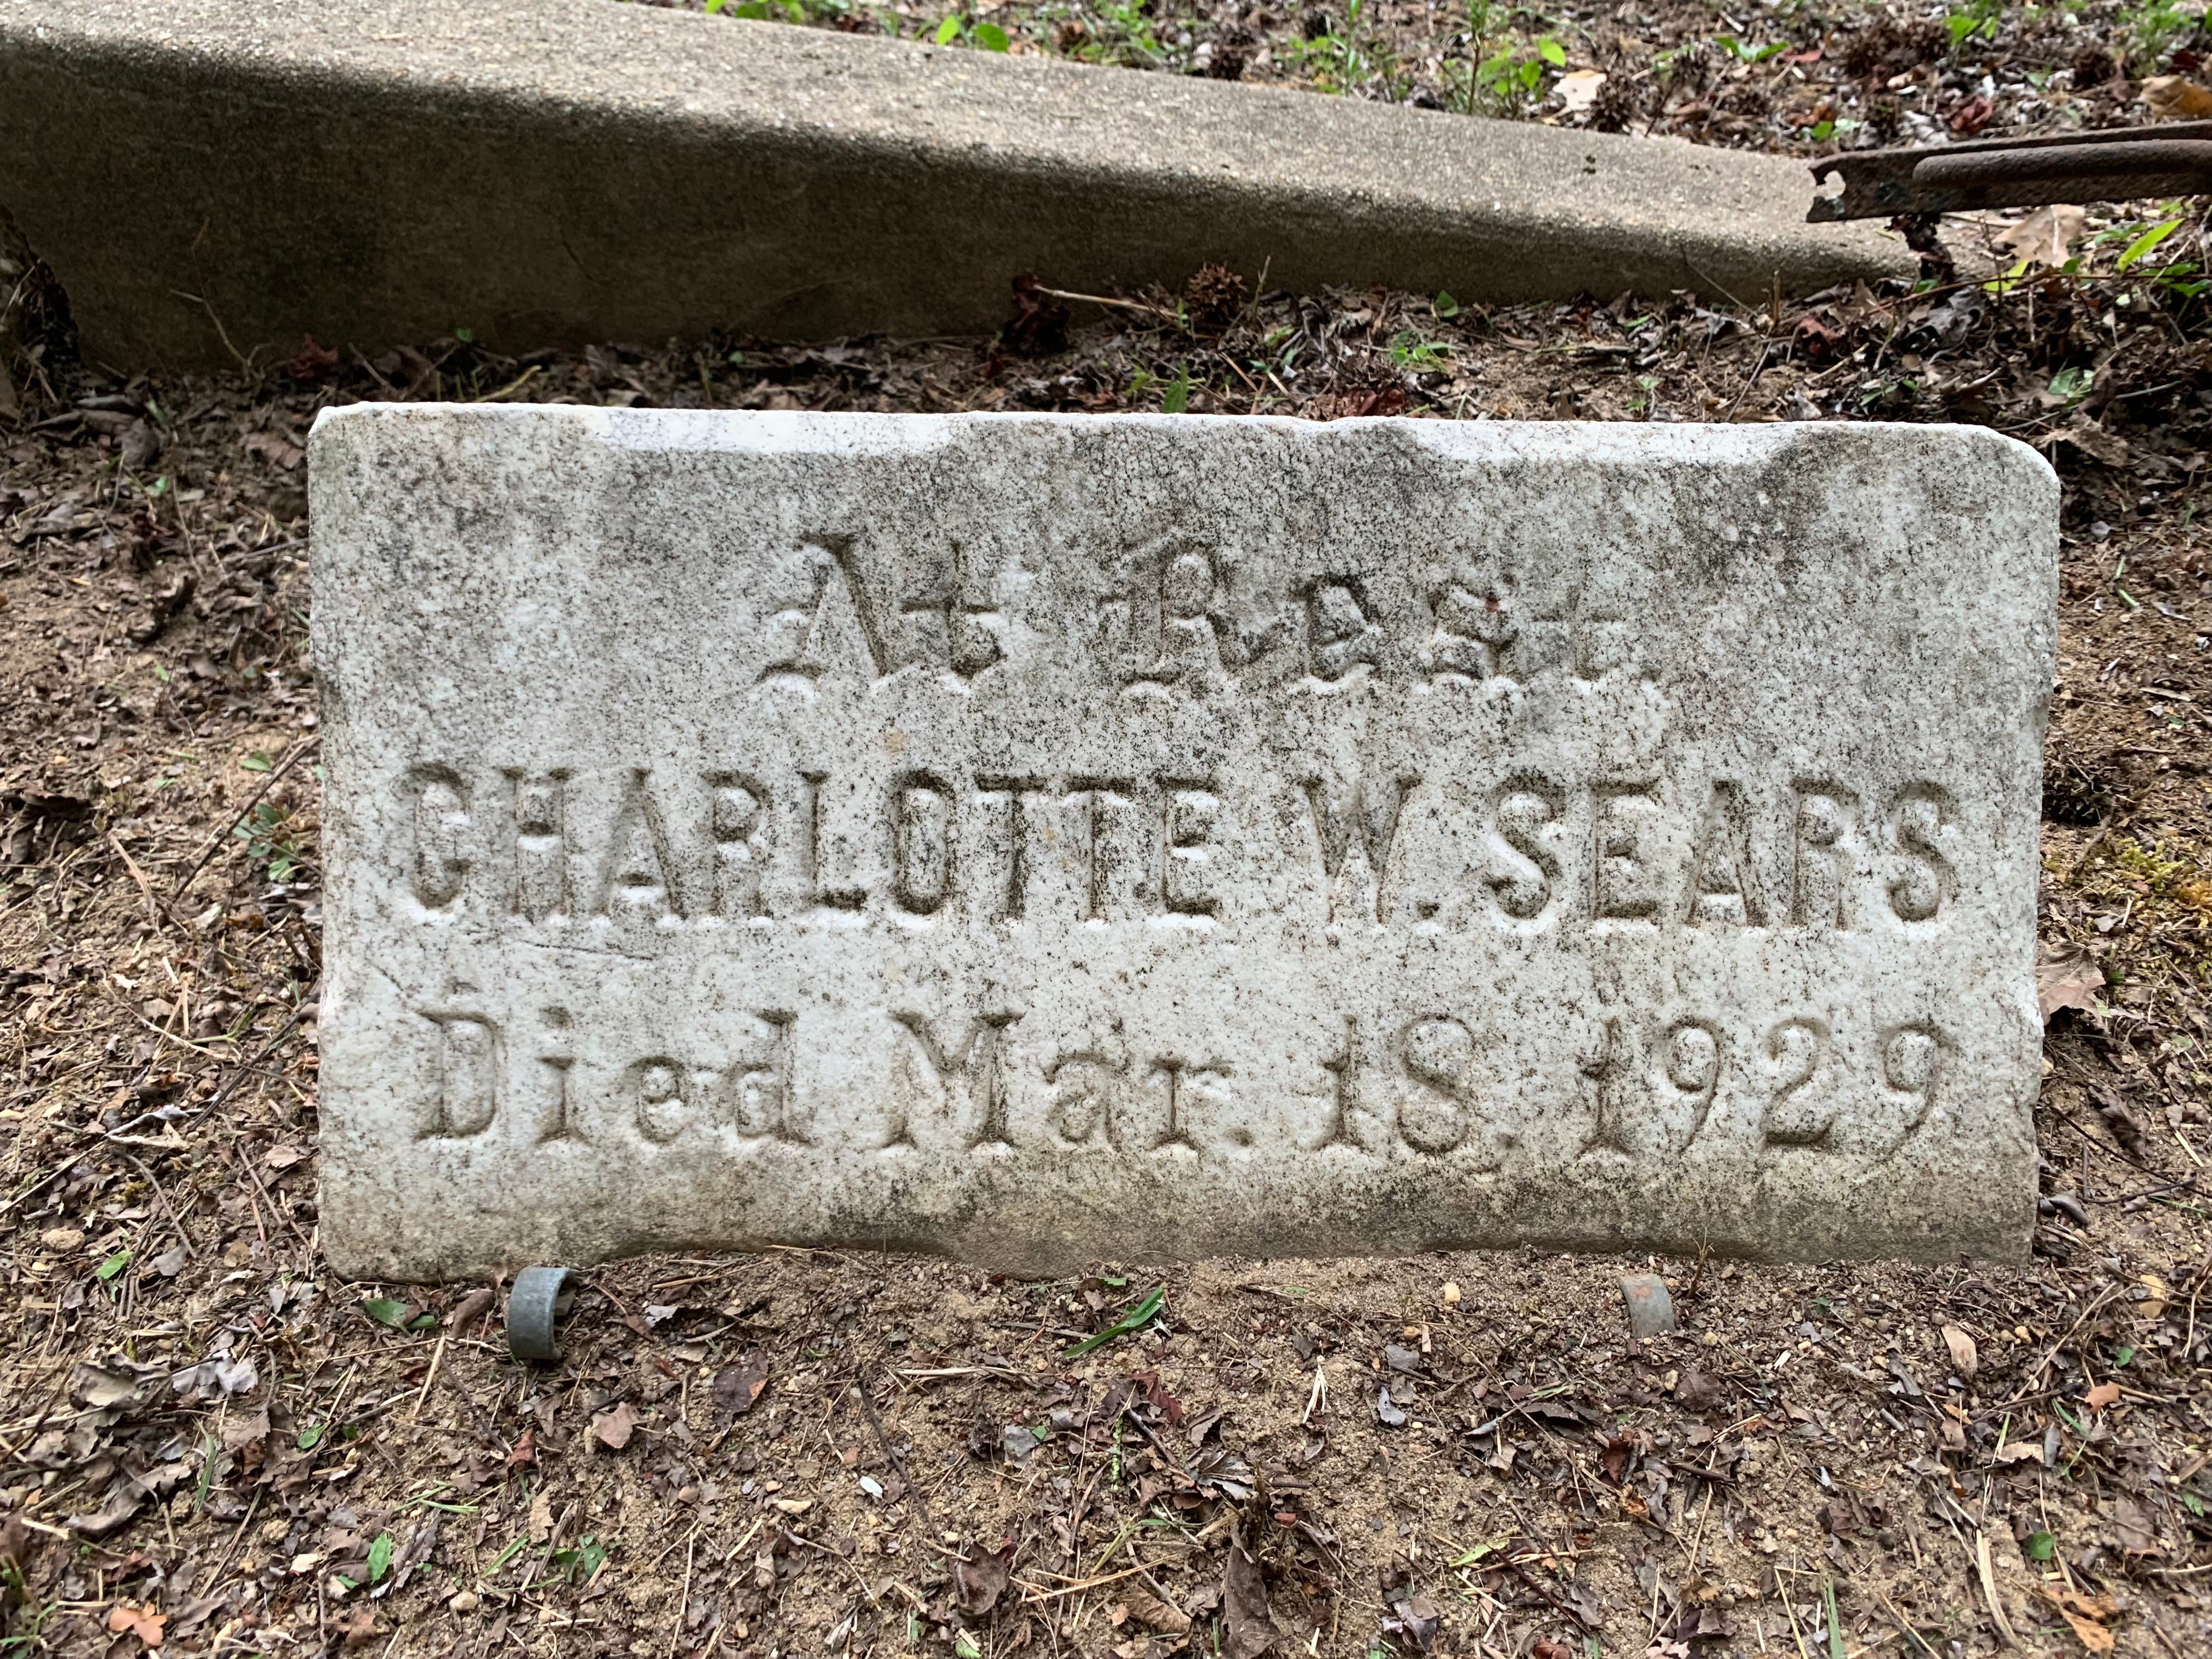 At Rest
CHARLOTTE W. SEARS
Died Mar. 18, 1929